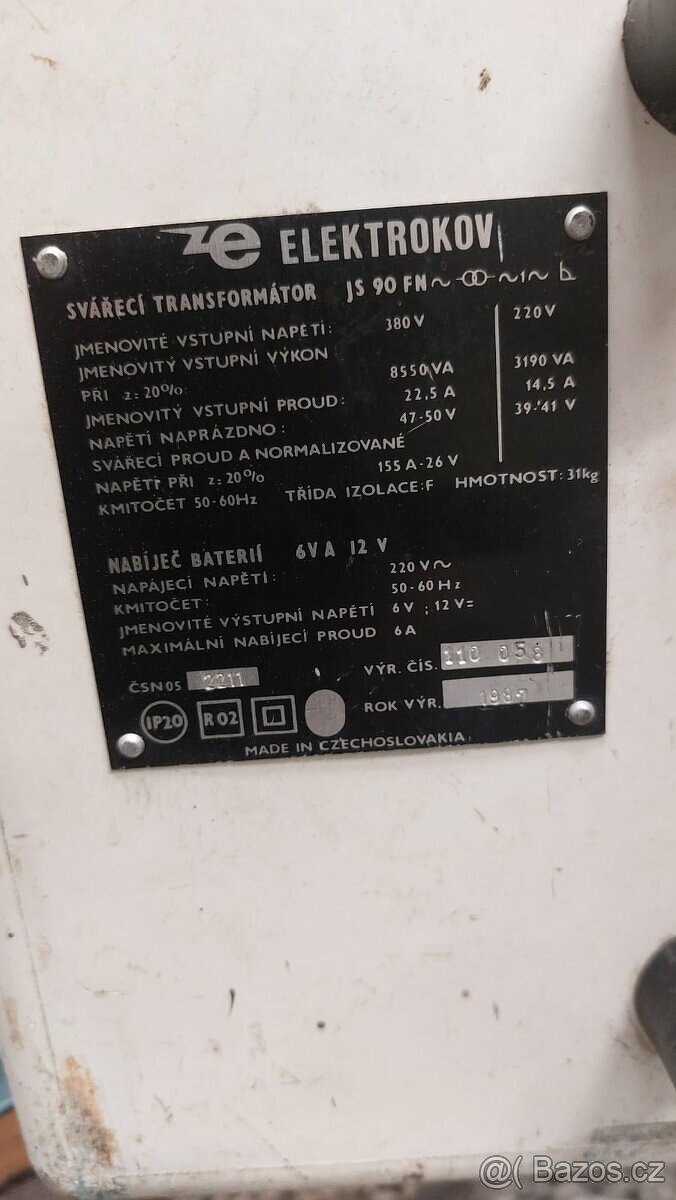 ze ELEKTROKOV
SVÁŘECÍ TRANSFORMÁTOR JS 90 FN
JMENOVITÉ VSTUPNÍ NAPĚTÍ: 380 V 220 V
JMENOVITÝ VSTUPNÍ VÝKON
PŘI z=20%: 8550 VA 3190 VA
JMENOVITÝ VSTUPNÍ PROUD: 22,5 A 14,5 A
NAPĚTÍ NAPRÁZDNO: 47-50 V 39-41 V
SVÁŘECÍ PROUD A NORMALIZOVANÉ
NAPĚTÍ PŘI z=20% 155 A-26 V
KMITOČET 50-60Hz TŘÍDA IZOLACE: F HMOTNOST: 31kg
NABÍJEČ BATERIÍ 6V A 12 V
NAPÁJECÍ NAPĚTÍ: 220 V~
KMITOČET: 50-60 Hz
JMENOVITÉ VÝSTUPNÍ NAPĚTÍ 6 V ; 12 V=
MAXIMÁLNÍ NABÍJECÍ PROUD 6 A
VÝR. ČÍS. 110 058
ČSN 05 2211
ROK VÝR.
IP20 R 02
MADE IN CZECHOSLOVAKIA
@( Bazos.cz